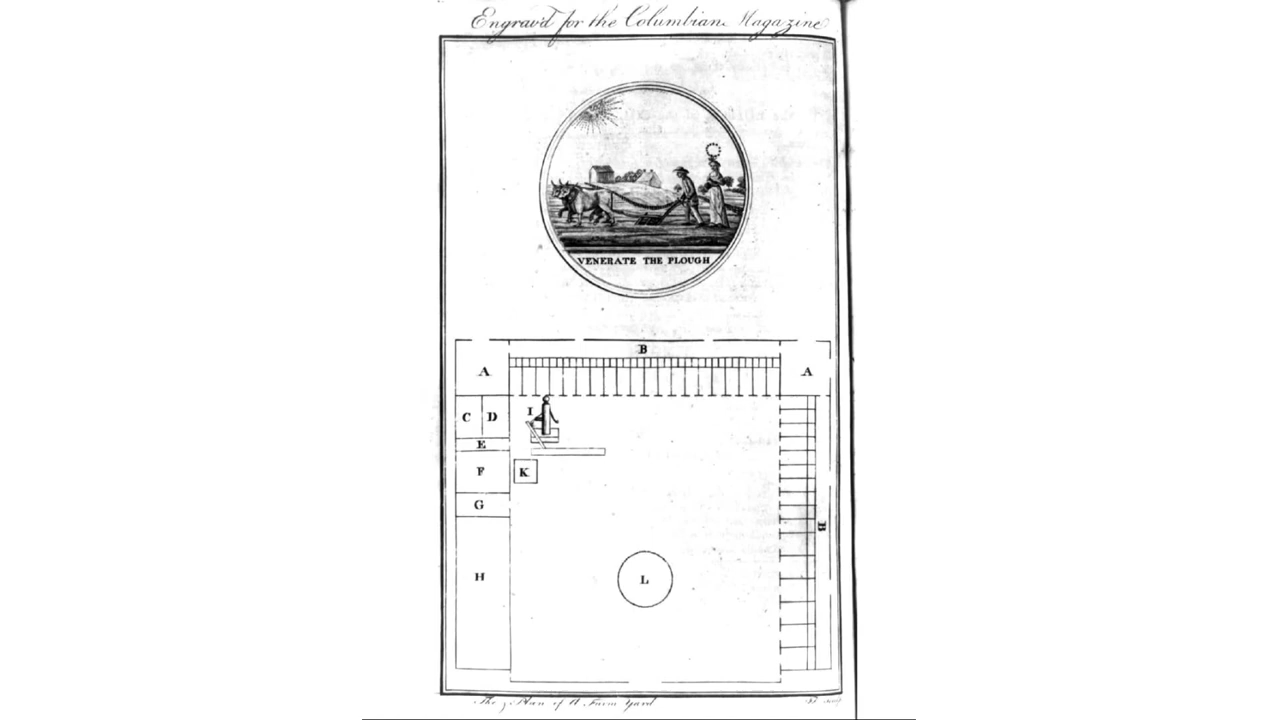 Engrav'd for the Columbian Magazine
VENERATE THE PLOUGH
B
A
A
C D
I
E
F
K
G
B
H
L
The Plan of A Farm Yard